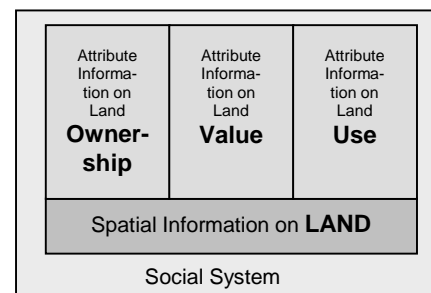 Attribute
Informa-
tion on
Land
Owner-
ship
Attribute
Informa-
tion on
Land
Value
Attribute
Informa-
tion on
Land
Use
Spatial Information on LAND
Social System